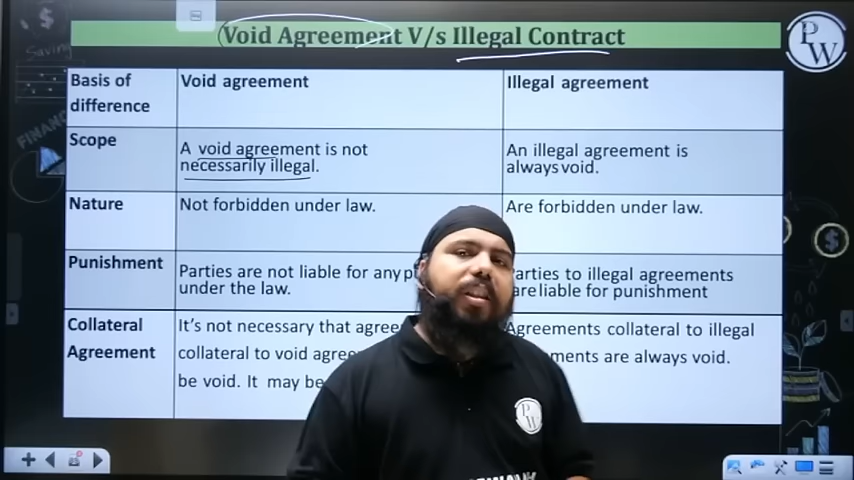 Void Agreement V/s Illegal Contract
PW
Saving
FINANC
Basis of
difference
Void agreement
Illegal agreement
Scope
A void agreement is not
necessarily illegal.
An illegal agreement is
always void.
Nature
Not forbidden under law.
Are forbidden under law.
Punishment
Parties are not liable for any p
under the law.
arties to illegal agreements
are liable for punishment
Collateral
Agreement
It's not necessary that agree
collateral to void agree
be void. It may be
Agreements collateral to illegal
ments are always void.
PW